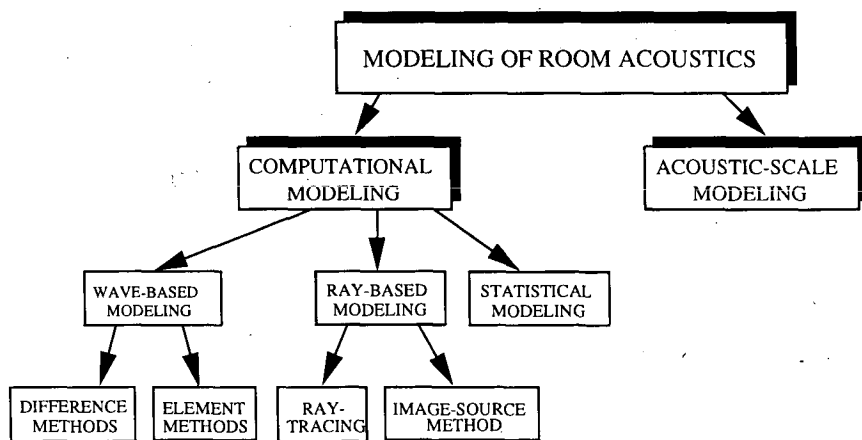 MODELING OF ROOM ACOUSTICS
COMPUTATIONAL
MODELING
ACOUSTIC-SCALE
MODELING
WAVE-BASED
MODELING
RAY-BASED
MODELING
STATISTICAL
MODELING
DIFFERENCE
METHODS
ELEMENT
METHODS
RAY-
TRACING
IMAGE-SOURCE
METHOD